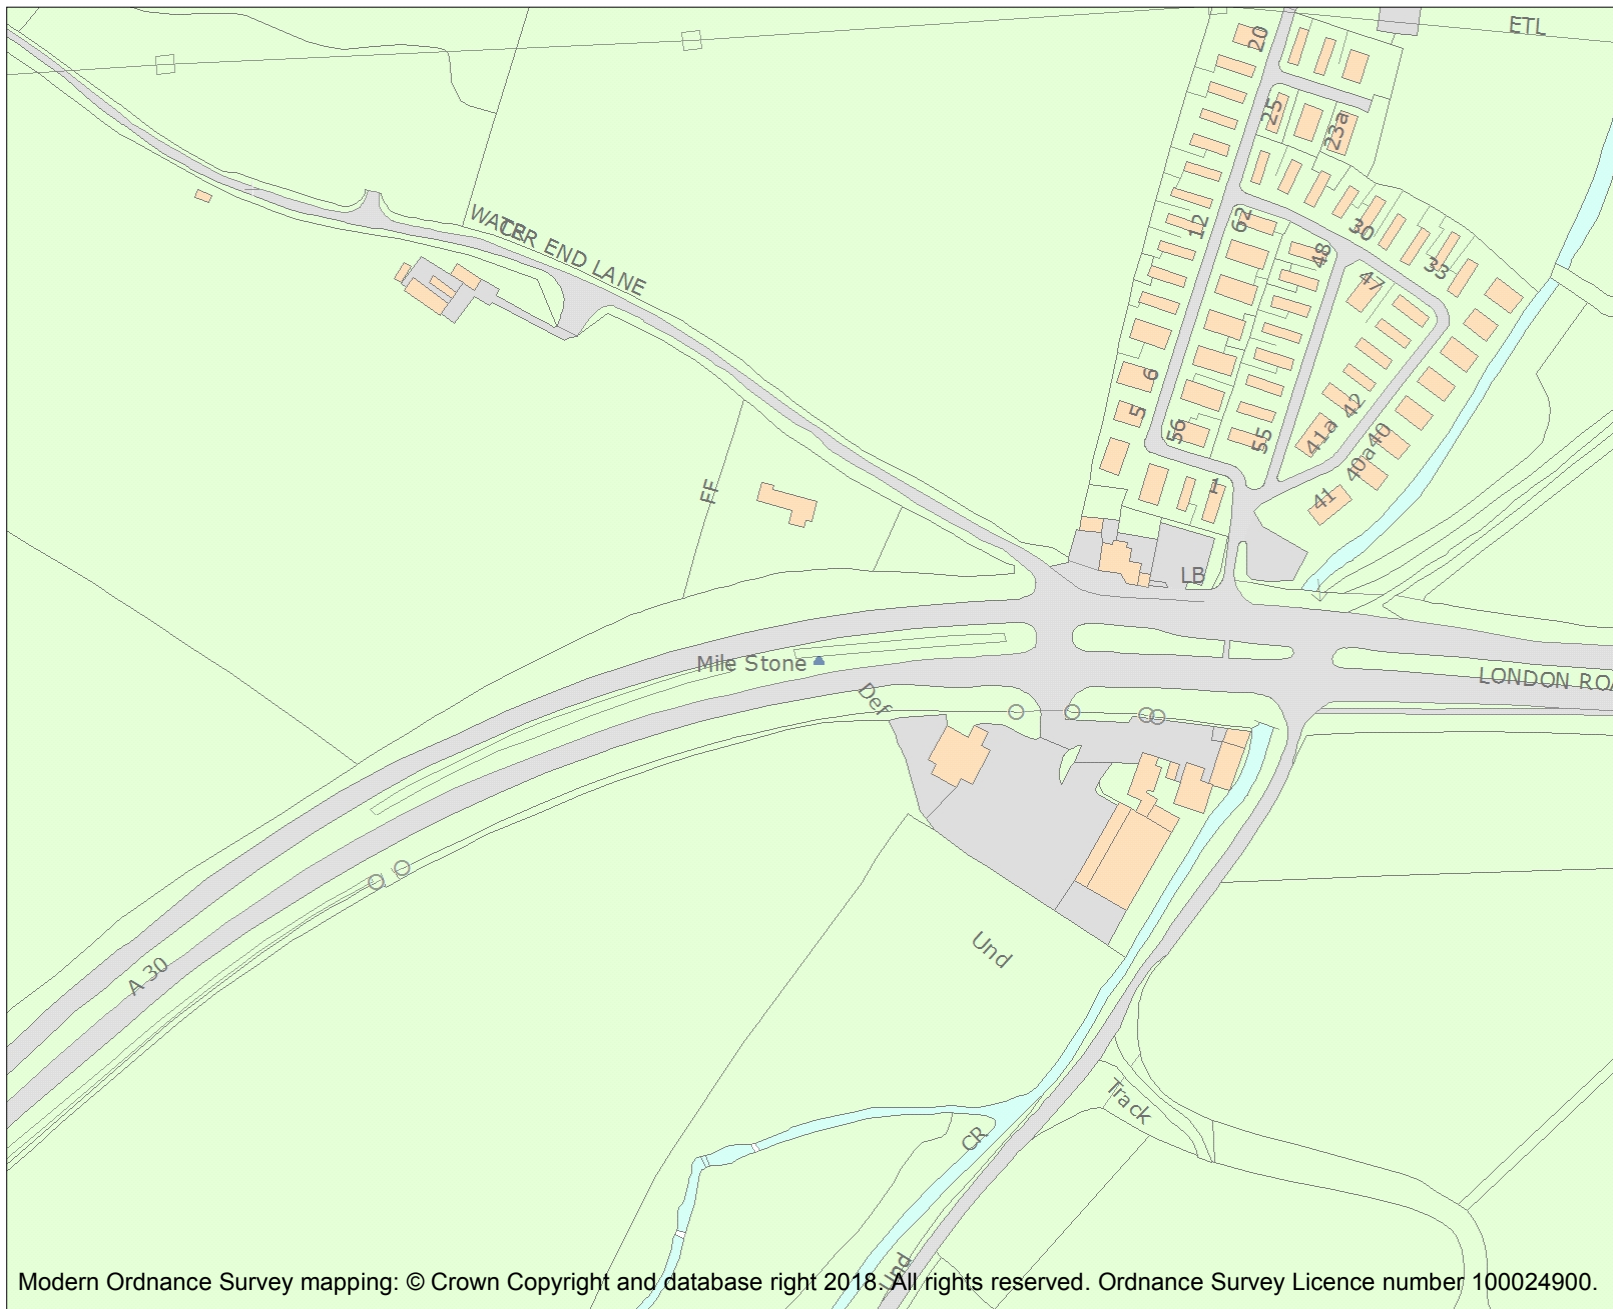 ETL
20
25
23a
WATER END LANE
CR
12
62
48
30
33
47
6
5
56
55
42
41a
40
40a
41
1
FF
LB
Mile Stone
Def
LONDON ROA
A 30
Und
Track
CR
Und
Modern Ordnance Survey mapping: © Crown Copyright and database right 2018. All rights reserved. Ordnance Survey Licence number 100024900.